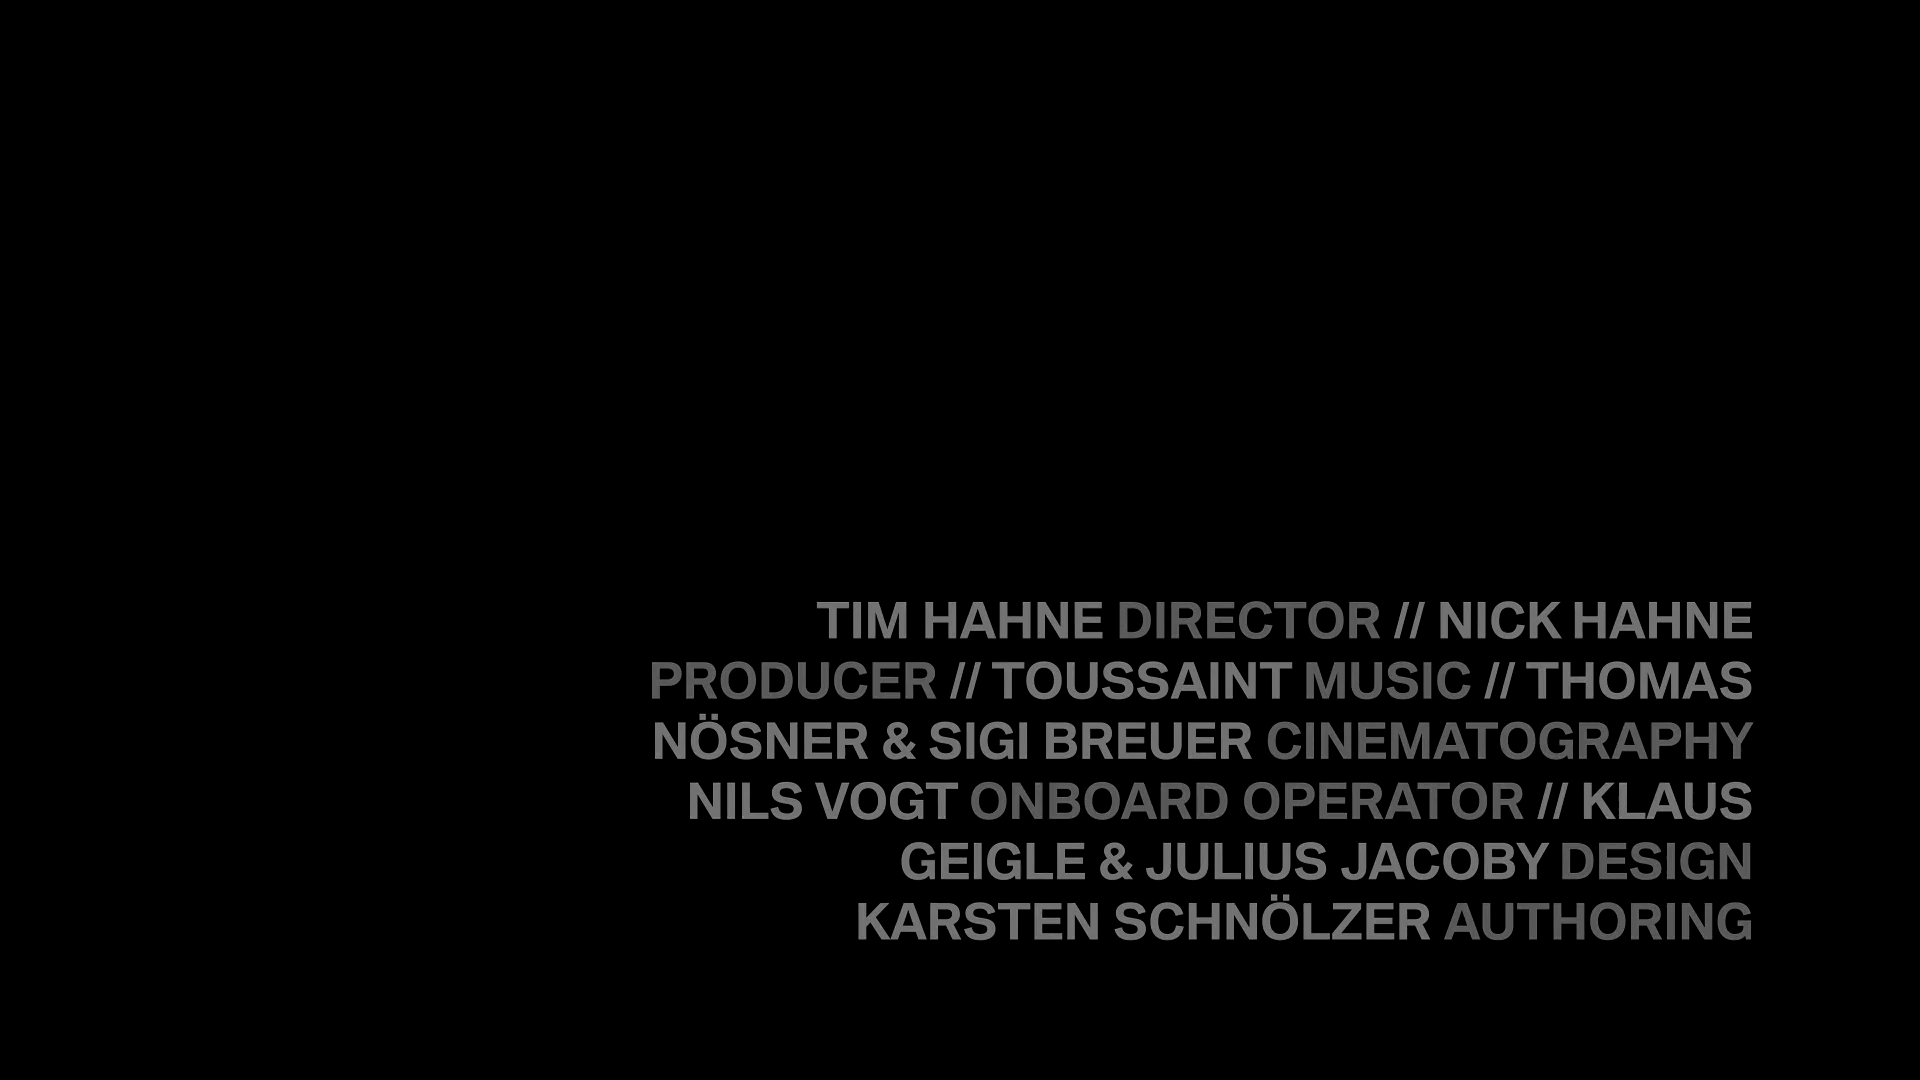 TIM HAHNE DIRECTOR // NICK HAHNE
PRODUCER // TOUSSAINT MUSIC // THOMAS
NÖSNER & SIGI BREUER CINEMATOGRAPHY
NILS VOGT ONBOARD OPERATOR // KLAUS
GEIGLE & JULIUS JACOBY DESIGN
KARSTEN SCHNÖLZER AUTHORING